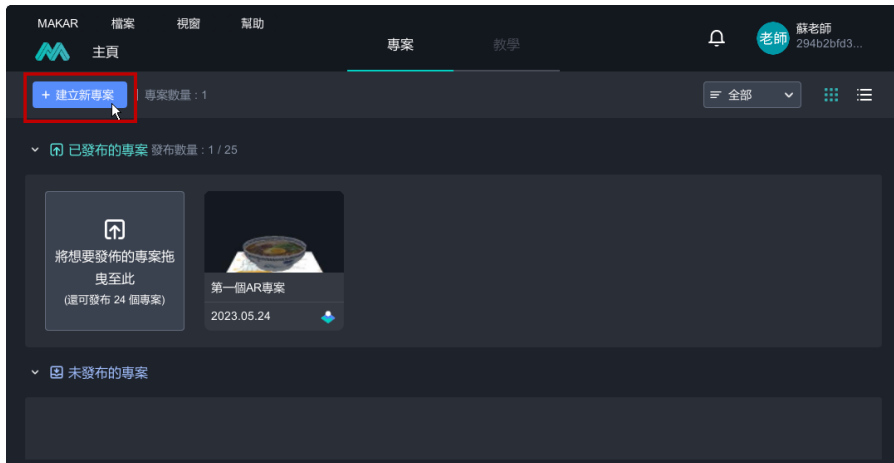 MAKAR 檔案 視窗 幫助
主頁 專案 教學 老師 蘇老師
294b2bfd3...
+ 建立新專案 專案數量 : 1 全部
已發布的專案 發布數量 : 1 / 25
將想要發佈的專案拖
曳至此
(還可發布 24 個專案)
第一個AR專案
2023.05.24
未發布的專案